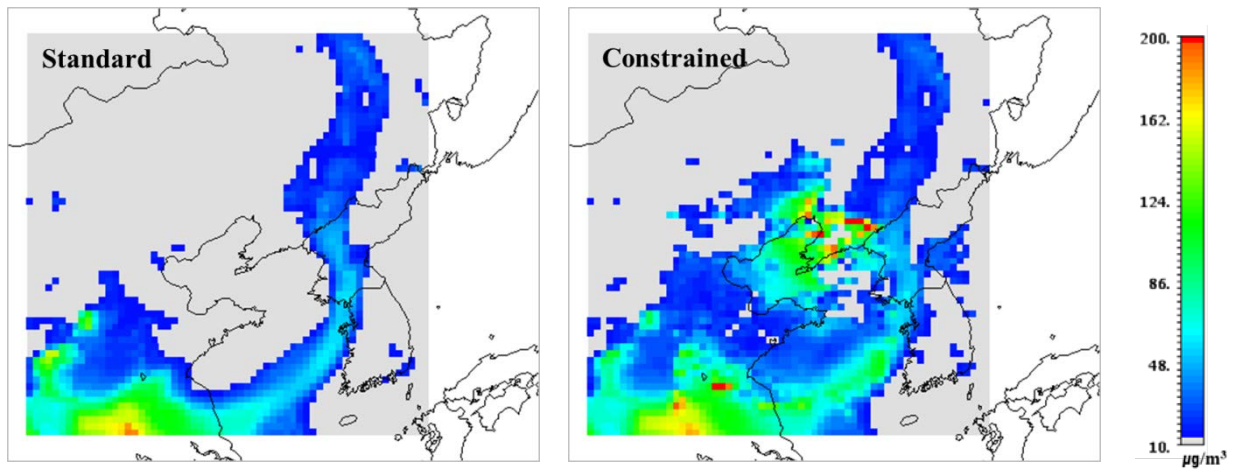 Standard
Constrained
200.
162.
124.
86.
48.
10.
µg/m³